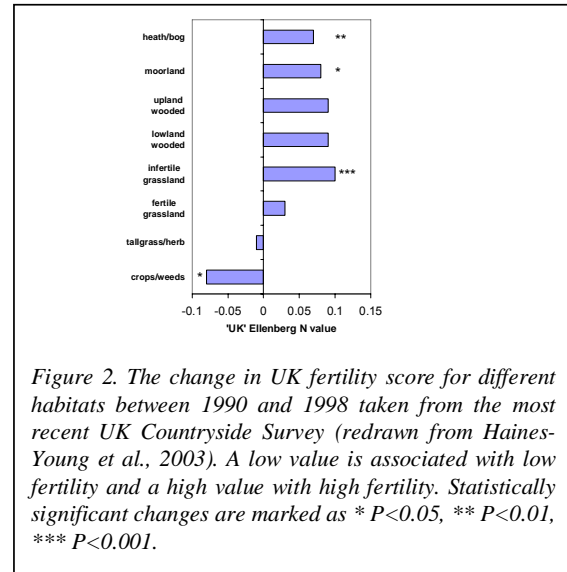 heath/bog
**
moorland
*
upland
wooded
lowland
wooded
infertile
grassland
***
fertile
grassland
tallgrass/herb
crops/weeds
*
-0.1 -0.05 0 0.05 0.1 0.15
'UK' Ellenberg N value
Figure 2. The change in UK fertility score for different
habitats between 1990 and 1998 taken from the most
recent UK Countryside Survey (redrawn from Haines-
Young et al., 2003). A low value is associated with low
fertility and a high value with high fertility. Statistically
significant changes are marked as * P<0.05, ** P<0.01,
*** P<0.001.